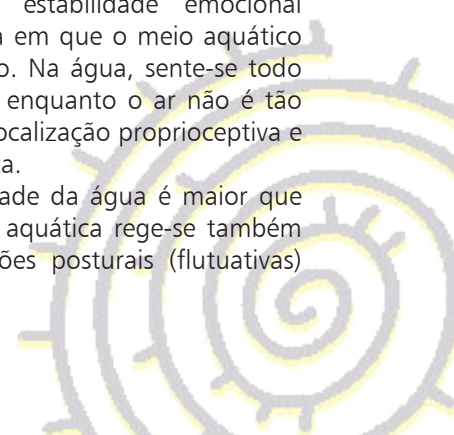 estabilidade emocional
em que o meio aquático
Na água, sente-se todo
enquanto o ar não é tão
proprioceptiva e
ade da água é maior que
aquática rege-se também
ões posturais (flutuativas)